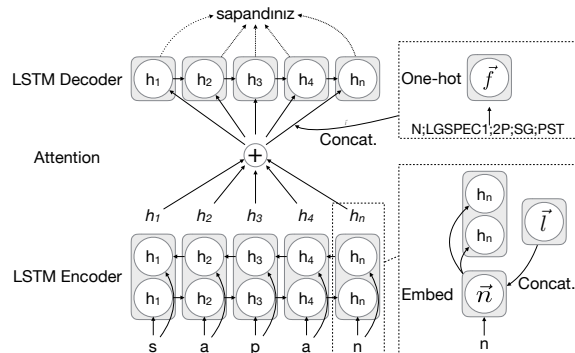 sapandınız
LSTM Decoder
h1 h2 h3 h4 hn
One-hot
f
N;LGSPEC1;2P;SG;PST
Concat.
Attention
+
h1 h2 h3 h4 hn
LSTM Encoder
h1 h2 h3 h4 hn
h1 h2 h3 h4 hn
s a p a n
hn
hn
l
Embed
n
Concat.
n